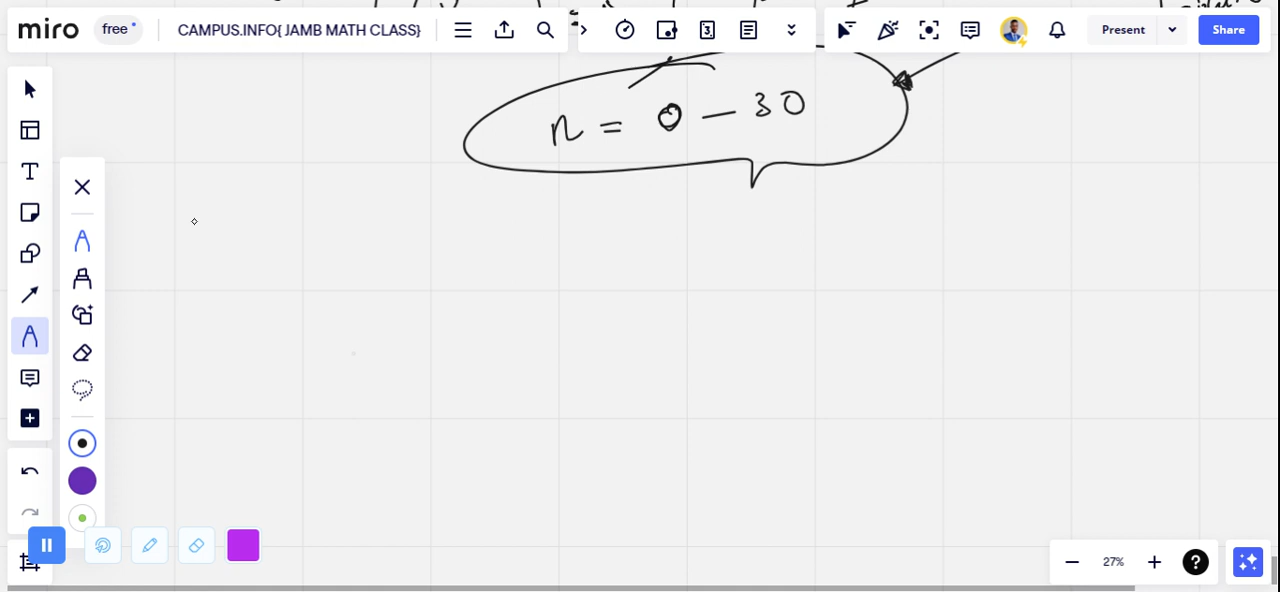 miro free CAMPUS.INFO{ JAMB MATH CLASS} Present Share
n = 0 - 30
27%